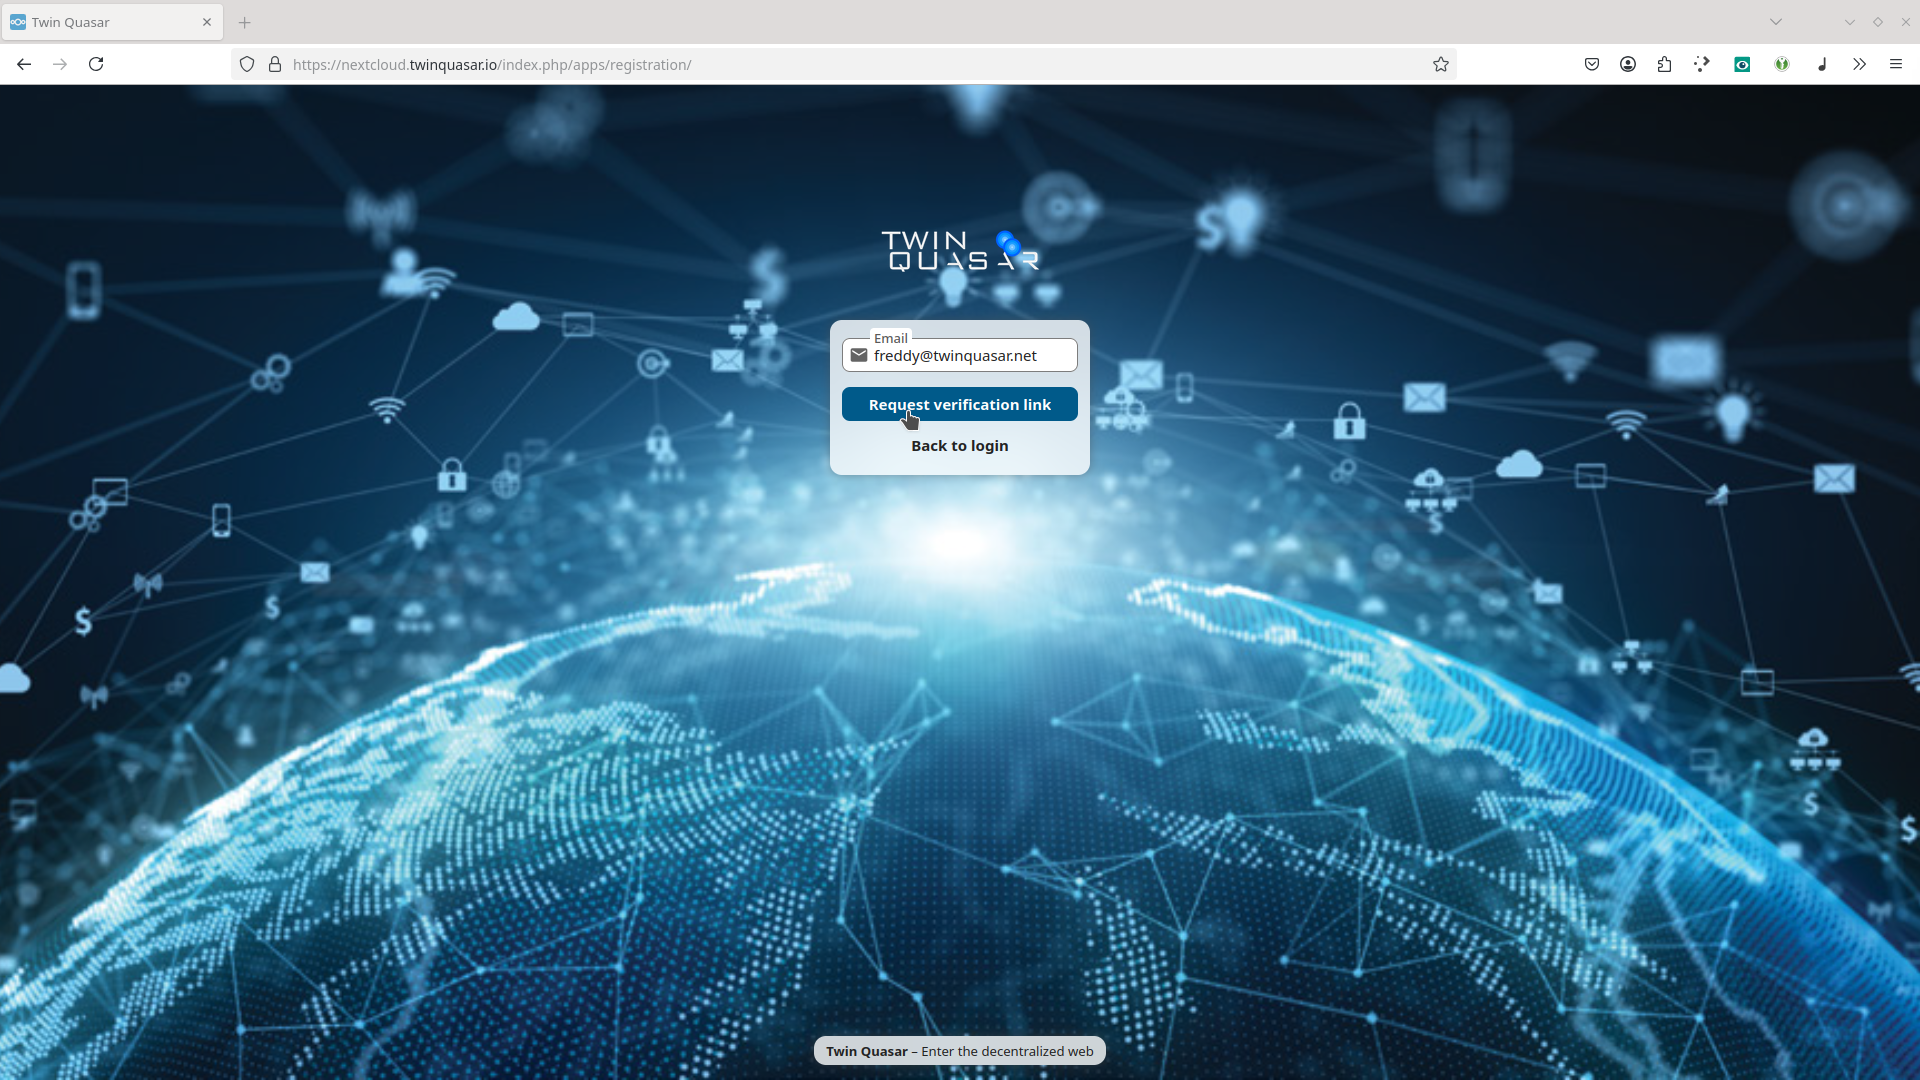 Twin Quasar
https://nextcloud.twinquasar.io/index.php/apps/registration/
TWIN
QUASAR
Email
freddy@twinquasar.net
Request verification link
Back to login
Twin Quasar – Enter the decentralized web